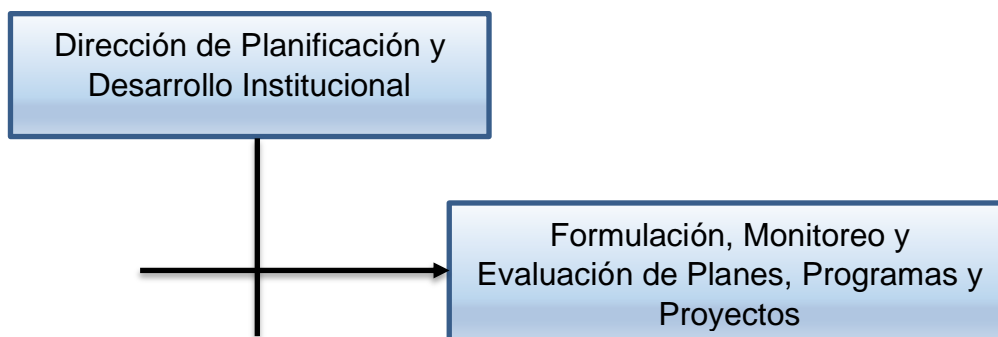 Dirección de Planificación y
Desarrollo Institucional
Formulación, Monitoreo y
Evaluación de Planes, Programas y
Proyectos